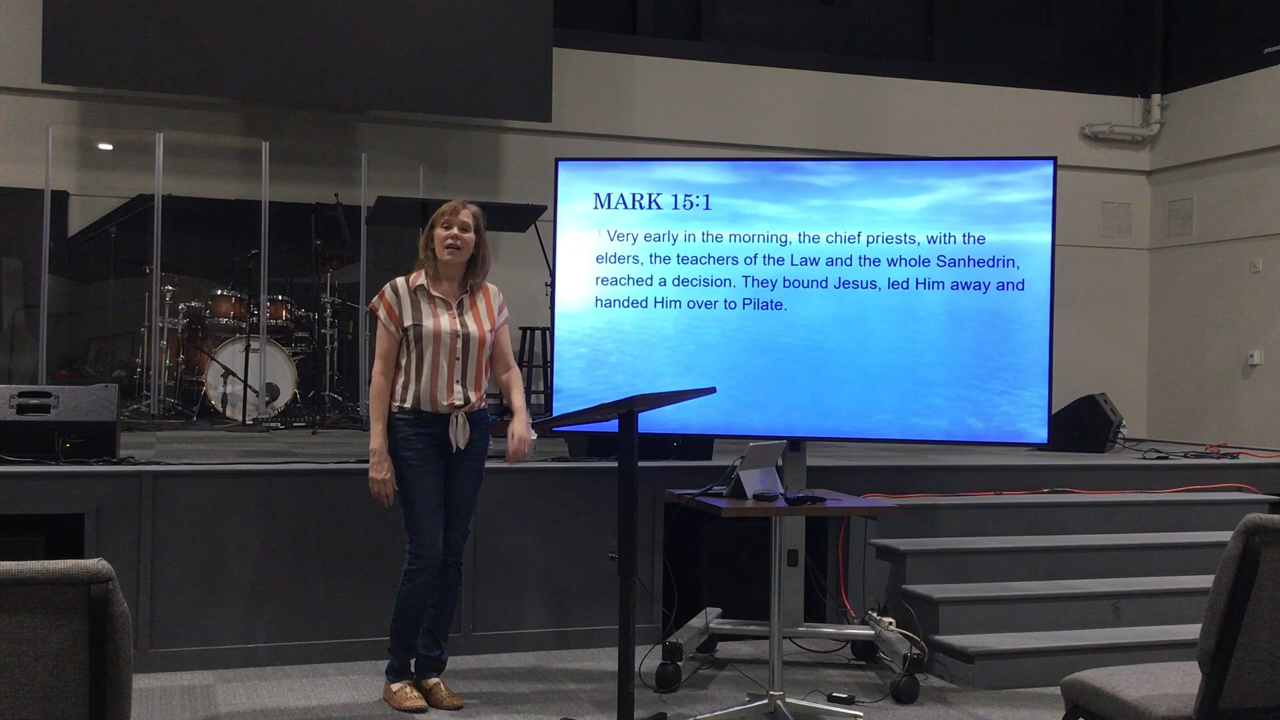 MARK 15:1
1 Very early in the morning, the chief priests, with the
elders, the teachers of the Law and the whole Sanhedrin,
reached a decision. They bound Jesus, led Him away and
handed Him over to Pilate.